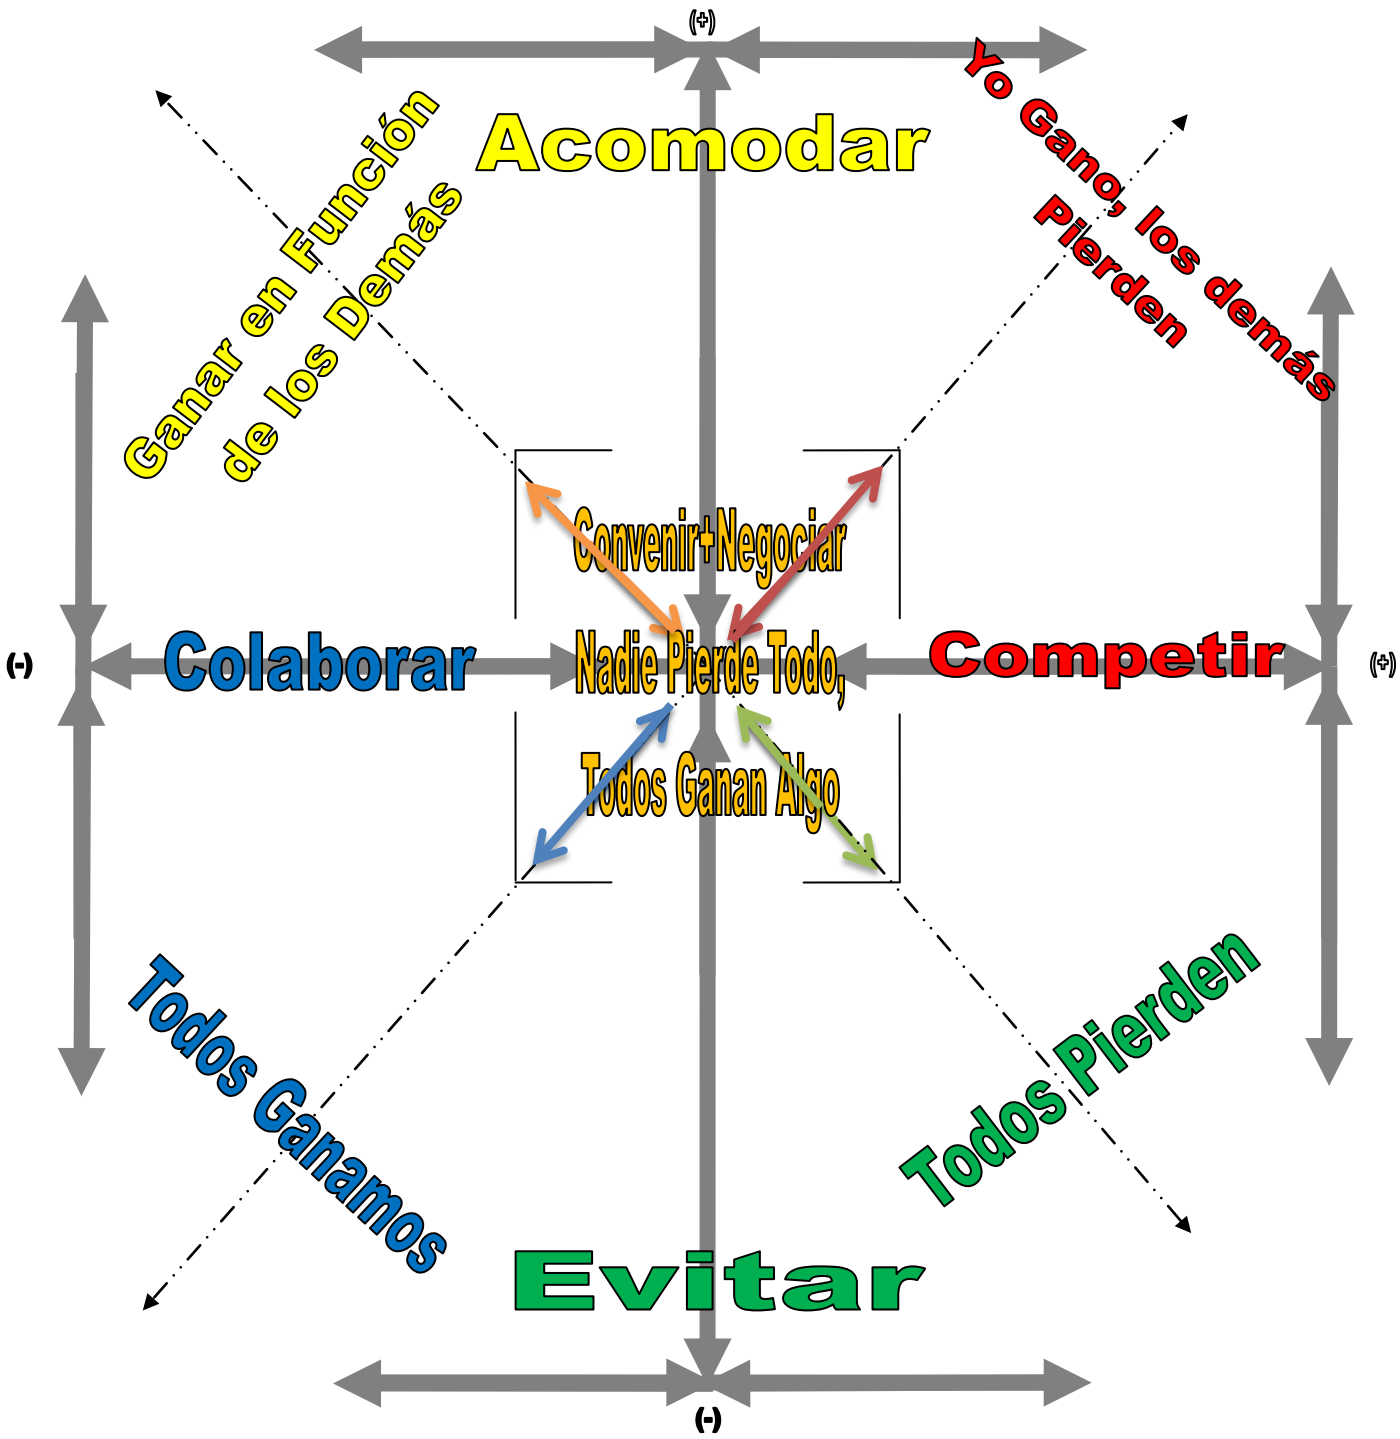 (+)
Acomodar
Ganar en Función
de los Demás
Yo Gano, los demás
Pierden
Convenir+Negociar
(-)
Colaborar
Nadie Pierde Todo,
Competir
(+)
Todos Ganan Algo
Todos Ganamos
Todos Pierden
Evitar
(-)